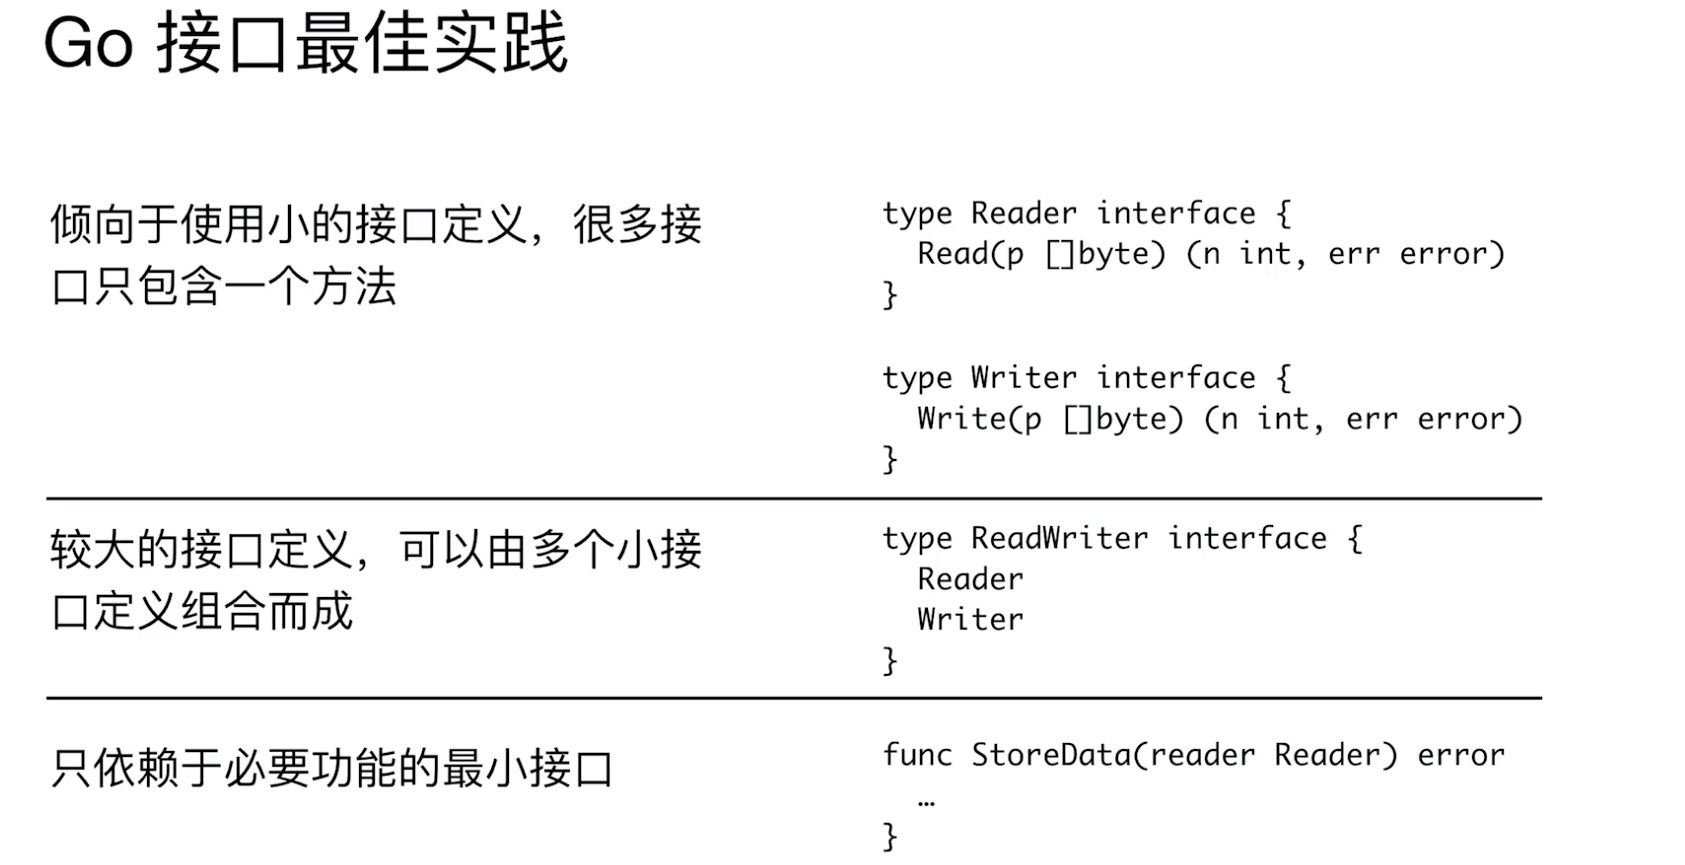 Go 接口最佳实践
倾向于使用小的接口定义，很多接
口只包含一个方法
type Reader interface {
  Read(p []byte) (n int, err error)
}
type Writer interface {
  Write(p []byte) (n int, err error)
}
较大的接口定义，可以由多个小接
口定义组合而成
type ReadWriter interface {
  Reader
  Writer
}
只依赖于必要功能的最小接口
func StoreData(reader Reader) error
  …
}